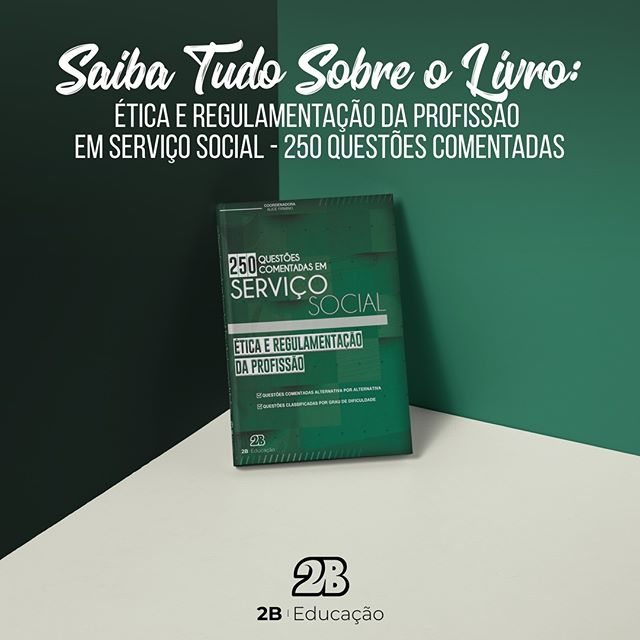 Saiba Tudo Sobre o Livro:
ÉTICA E REGULAMENTAÇÃO DA PROFISSÃO
EM SERVIÇO SOCIAL - 250 QUESTÕES COMENTADAS
COORDENADORA
ALICE FIRMINO
250 QUESTÕES
COMENTADAS EM
SERVIÇO
SOCIAL
ÉTICA E REGULAMENTAÇÃO
DA PROFISSÃO
QUESTÕES COMENTADAS ALTERNATIVA POR ALTERNATIVA
QUESTÕES CLASSIFICADAS POR GRAU DE DIFICULDADE
2B
2B | Educação
2B
2B | Educação